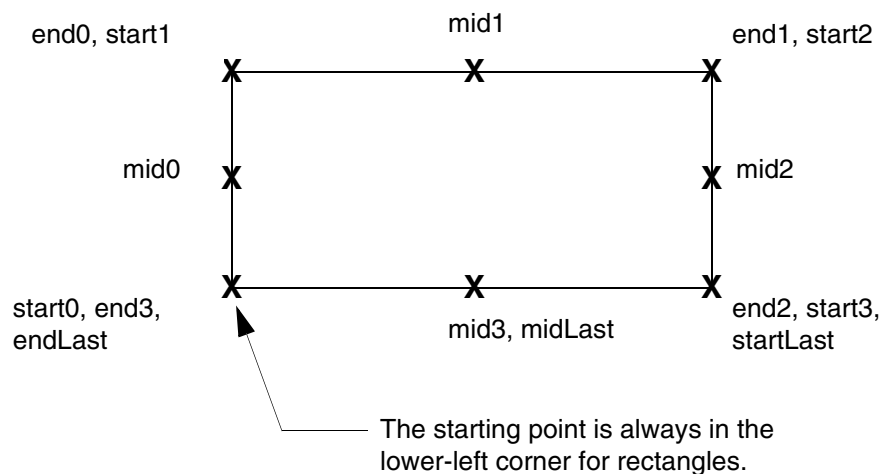 end0, start1
mid1
end1, start2
mid0
mid2
start0, end3,
endLast
mid3, midLast
end2, start3,
startLast
The starting point is always in the
lower-left corner for rectangles.